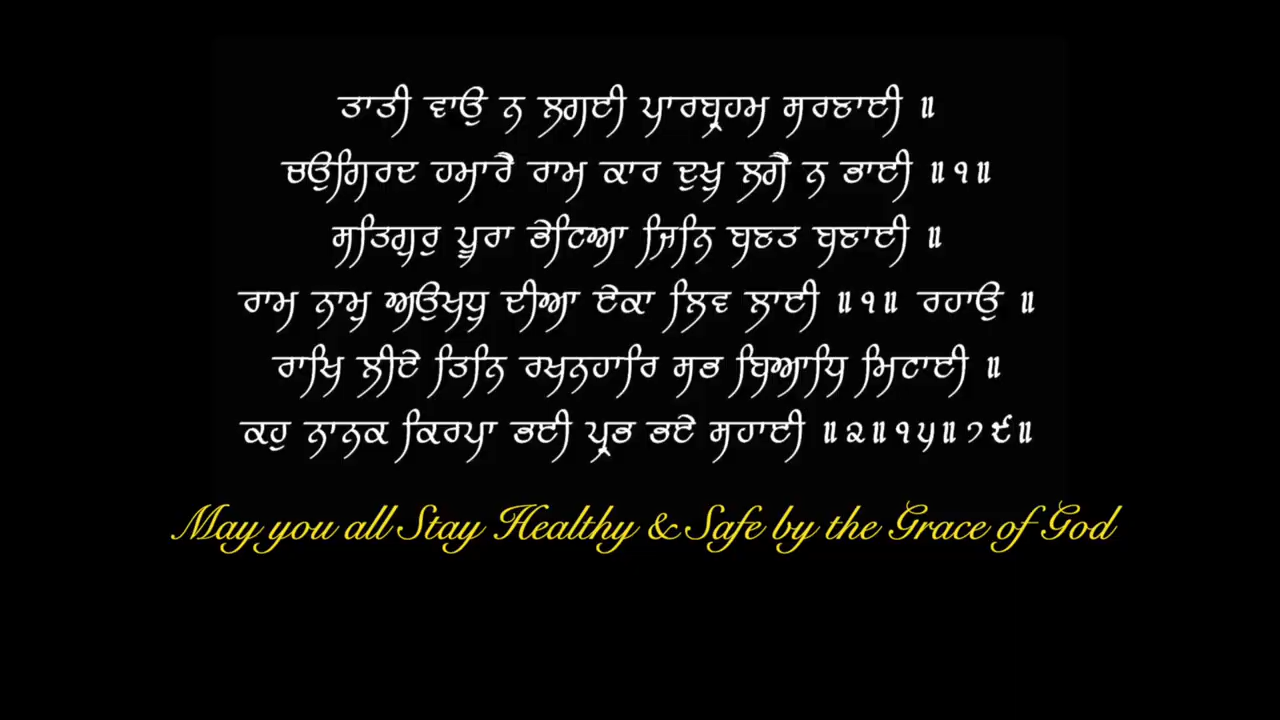 ਤਾਤੀ ਵਾਉ ਨ ਲਗਈ ਪਾਰਬ੍ਰਹਮ ਸਰਣਾਈ ॥
ਚਉਗਿਰਦ ਹਮਾਰੈ ਰਾਮ ਕਾਰ ਦੁਖੁ ਲਗੈ ਨ ਭਾਈ ॥੧॥
ਸਤਿਗੁਰੁ ਪੂਰਾ ਭੇਟਿਆ ਜਿਨਿ ਬਣਤ ਬਣਾਈ ॥
ਰਾਮ ਨਾਮੁ ਅਉਖਧੁ ਦੀਆ ਏਕਾ ਲਿਵ ਲਾਈ ॥੧॥ ਰਹਾਉ ॥
ਰਾਖਿ ਲੀਏ ਤਿਨਿ ਰਖਨਹਾਰਿ ਸਭ ਬਿਆਧਿ ਮਿਟਾਈ ॥
ਕਹੁ ਨਾਨਕ ਕਿਰਪਾ ਭਈ ਪ੍ਰਭ ਭਏ ਸਹਾਈ ॥੨॥੧੫॥੭੯॥
May you all Stay Healthy & Safe by the Grace of God